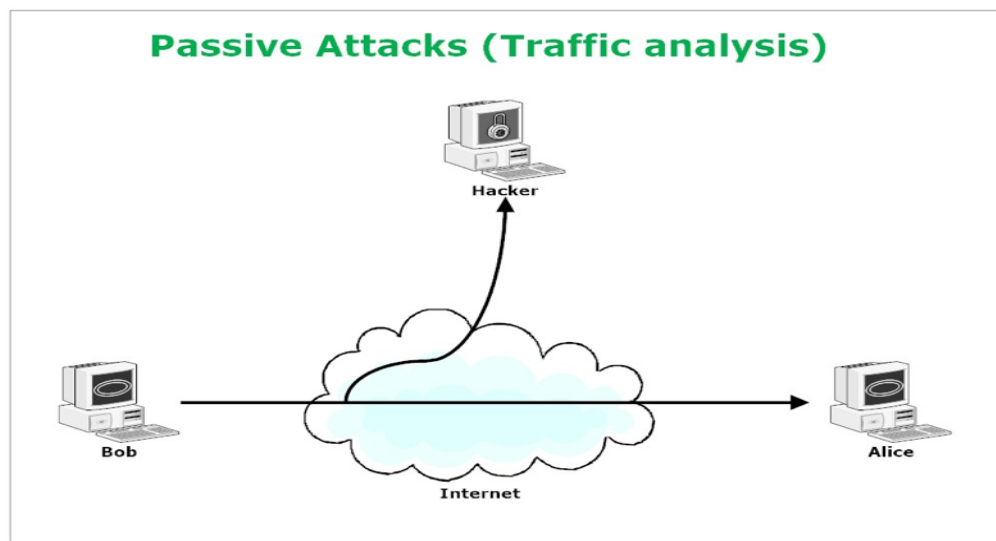 Passive Attacks (Traffic analysis)
Hacker
Bob
Alice
Internet